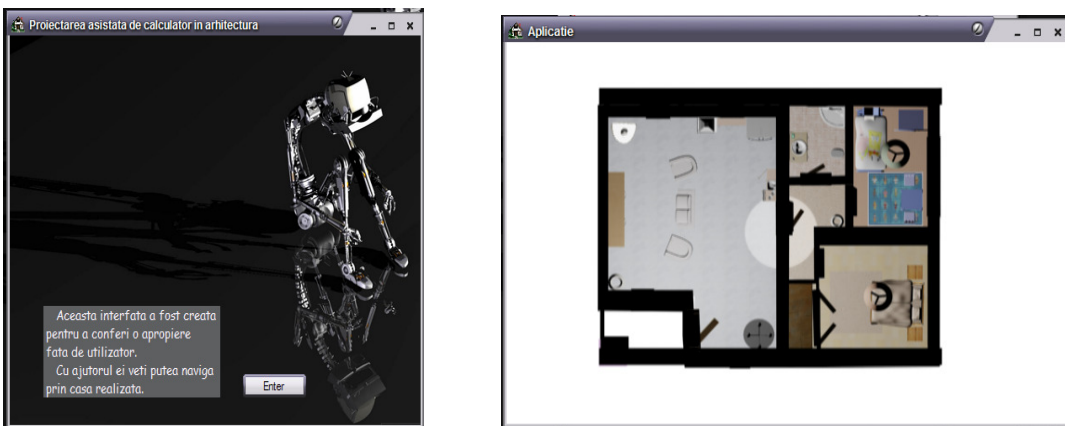 Proiectarea asistata de calculator in arhitectura
Aceasta interfata a fost creata
pentru a conferi o apropiere
fata de utilizator.
Cu ajutorul ei veti putea naviga
prin casa realizata.
Enter
Aplicatie